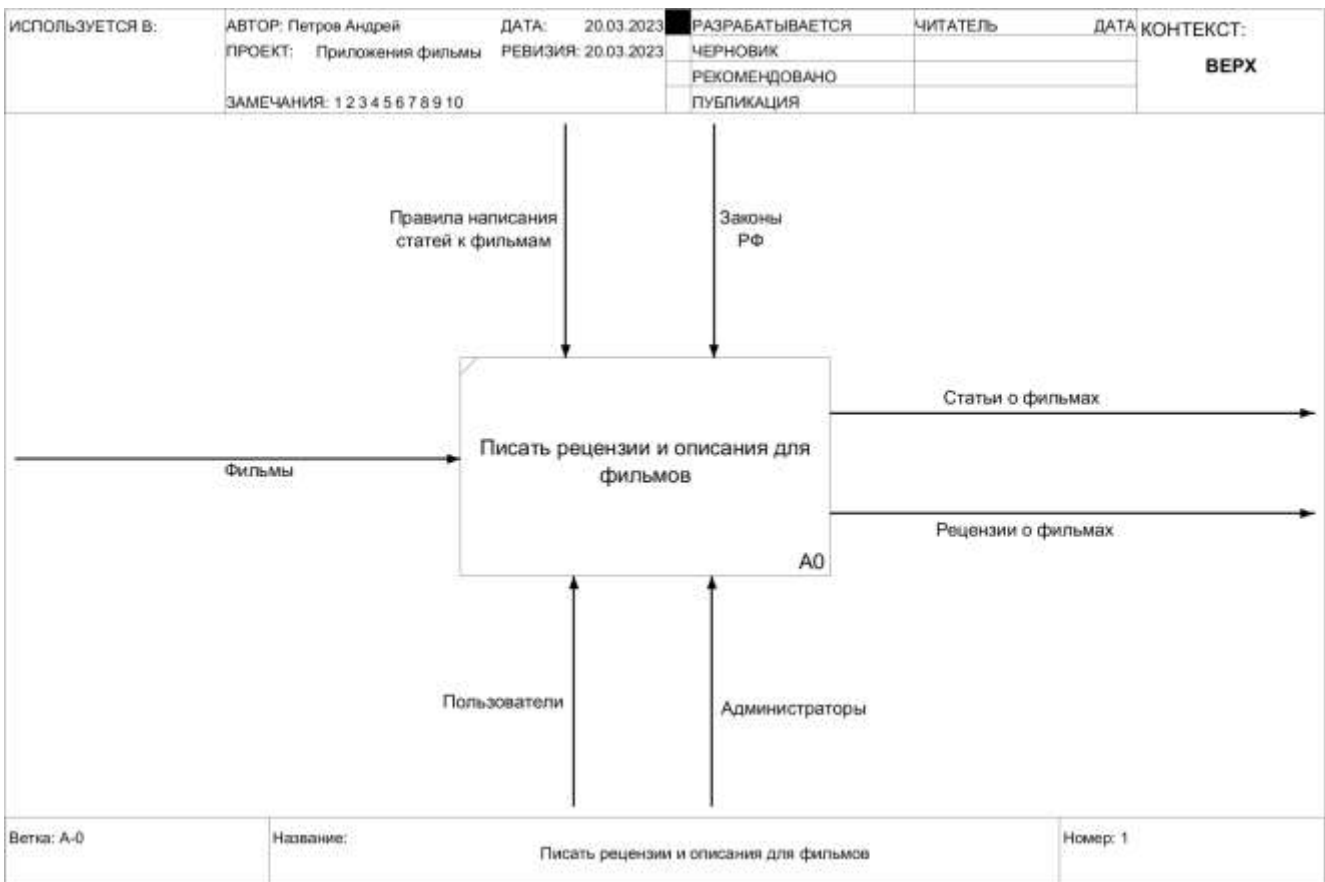 ИСПОЛЬЗУЕТСЯ В:
АВТОР: Петров Андрей
ДАТА: 20.03.2023
РАЗРАБАТЫВАЕТСЯ
ЧИТАТЕЛЬ
ДАТА
КОНТЕКСТ:
ПРОЕКТ: Приложения фильмы
РЕВИЗИЯ: 20.03.2023
ЧЕРНОВИК
ВЕРХ
РЕКОМЕНДОВАНО
ЗАМЕЧАНИЯ: 1 2 3 4 5 6 7 8 9 10
ПУБЛИКАЦИЯ
Правила написания
статей к фильмам
Законы
РФ
Статьи о фильмах
Писать рецензии и описания для
фильмов
Фильмы
Рецензии о фильмах
A0
Пользователи
Администраторы
Ветка: A-0
Название:
Писать рецензии и описания для фильмов
Номер: 1